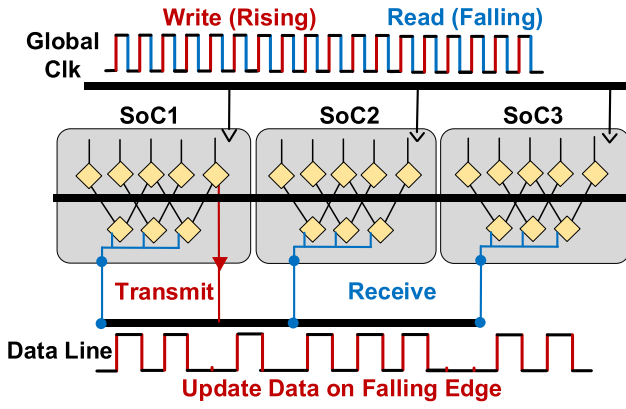 Write (Rising) Read (Falling)
Global
Clk
SoC1 SoC2 SoC3
Transmit Receive
Data Line
Update Data on Falling Edge